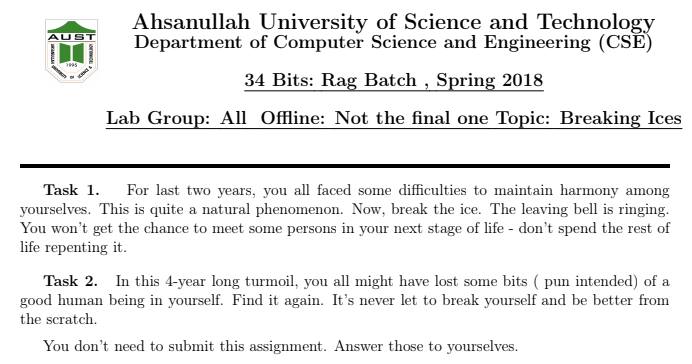 AUST
1995
Ahsanullah University of Science and Technology
Department of Computer Science and Engineering (CSE)
34 Bits: Rag Batch , Spring 2018
Lab Group: All Offline: Not the final one Topic: Breaking Ices
Task 1. For last two years, you all faced some difficulties to maintain harmony among
yourselves. This is quite a natural phenomenon. Now, break the ice. The leaving bell is ringing.
You won't get the chance to meet some persons in your next stage of life - don't spend the rest of
life repenting it.
Task 2. In this 4-year long turmoil, you all might have lost some bits ( pun intended) of a
good human being in yourself. Find it again. It's never let to break yourself and be better from
the scratch.
You don't need to submit this assignment. Answer those to yourselves.